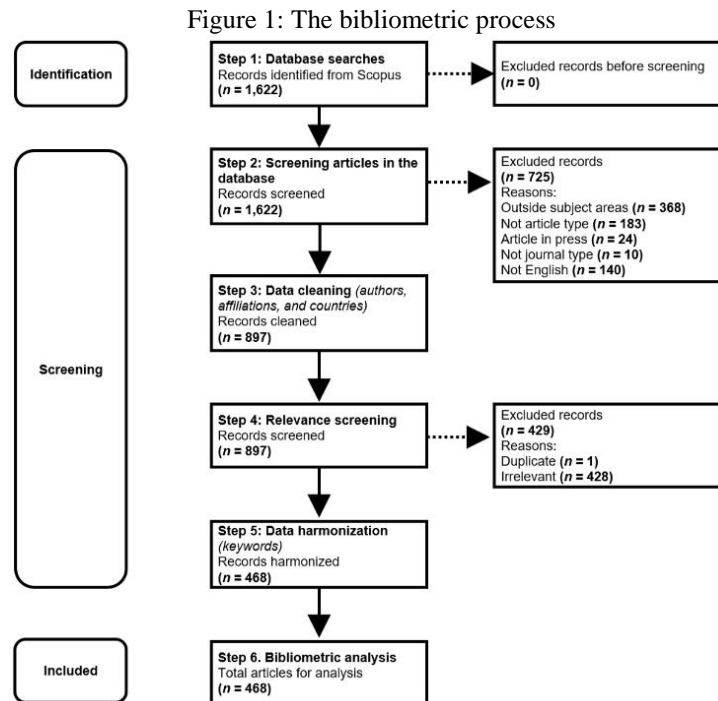 Figure 1: The bibliometric process
Identification
Step 1: Database searches
Records identified from Scopus
(n = 1,622)
Excluded records before screening
(n = 0)
Screening
Step 2: Screening articles in the
database
Records screened
(n = 1,622)
Excluded records
(n = 725)
Reasons:
Outside subject areas (n = 368)
Not article type (n = 183)
Article in press (n = 24)
Not journal type (n = 10)
Not English (n = 140)
Step 3: Data cleaning (authors,
affiliations, and countries)
Records cleaned
(n = 897)
Step 4: Relevance screening
Records screened
(n = 897)
Excluded records
(n = 429)
Reasons:
Duplicate (n = 1)
Irrelevant (n = 428)
Step 5: Data harmonization
(keywords)
Records harmonized
(n = 468)
Included
Step 6. Bibliometric analysis
Total articles for analysis
(n = 468)